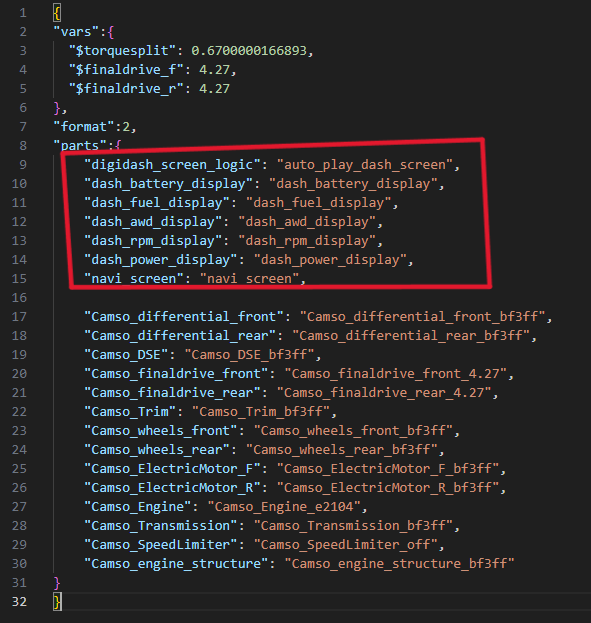 1 {
2 "vars":{
3 "$torquesplit": 0.6700000166893,
4 "$finaldrive_f": 4.27,
5 "$finaldrive_r": 4.27
6 },
7 "format":2,
8 "parts":{
9 "digidash_screen_logic": "auto_play_dash_screen",
10 "dash_battery_display": "dash_battery_display",
11 "dash_fuel_display": "dash_fuel_display",
12 "dash_awd_display": "dash_awd_display",
13 "dash_rpm_display": "dash_rpm_display",
14 "dash_power_display": "dash_power_display",
15 "navi_screen": "navi_screen",
16
17 "Camso_differential_front": "Camso_differential_front_bf3ff",
18 "Camso_differential_rear": "Camso_differential_rear_bf3ff",
19 "Camso_DSE": "Camso_DSE_bf3ff",
20 "Camso_finaldrive_front": "Camso_finaldrive_front_4.27",
21 "Camso_finaldrive_rear": "Camso_finaldrive_rear_4.27",
22 "Camso_Trim": "Camso_Trim_bf3ff",
23 "Camso_wheels_front": "Camso_wheels_front_bf3ff",
24 "Camso_wheels_rear": "Camso_wheels_rear_bf3ff",
25 "Camso_ElectricMotor_F": "Camso_ElectricMotor_F_bf3ff",
26 "Camso_ElectricMotor_R": "Camso_ElectricMotor_R_bf3ff",
27 "Camso_Engine": "Camso_Engine_e2104",
28 "Camso_Transmission": "Camso_Transmission_bf3ff",
29 "Camso_SpeedLimiter": "Camso_SpeedLimiter_off",
30 "Camso_engine_structure": "Camso_engine_structure_bf3ff"
31 }
32 }